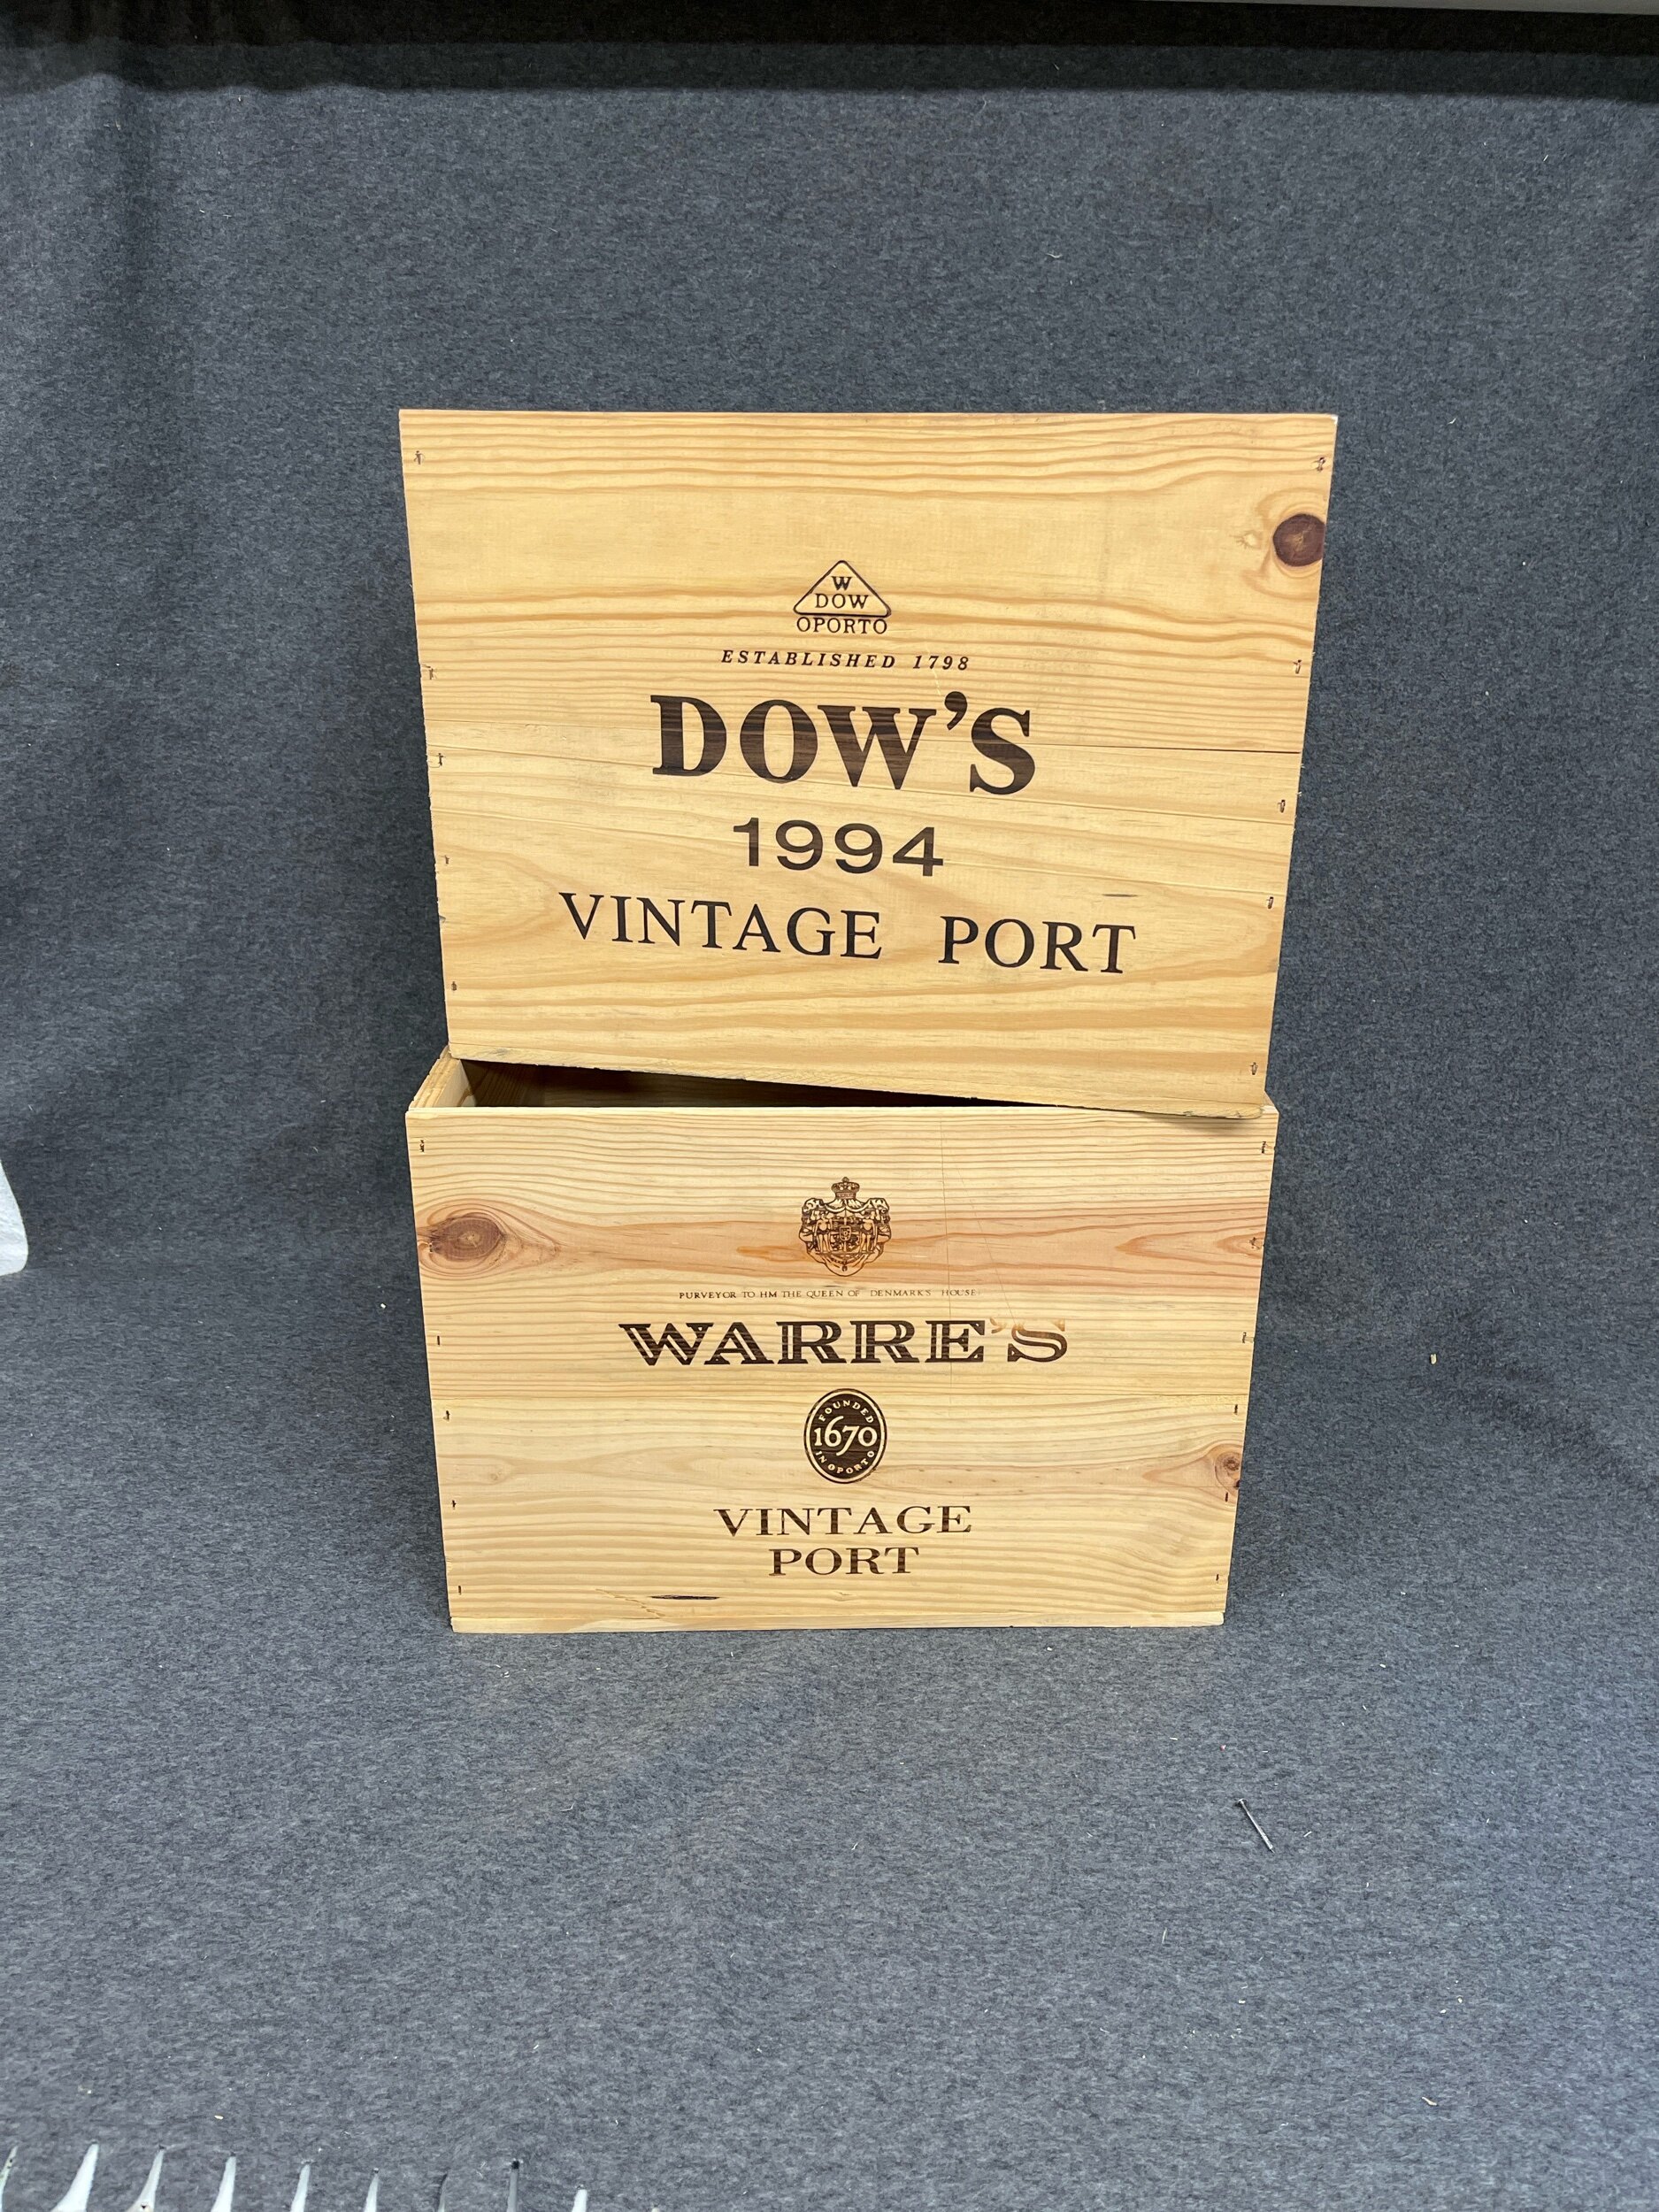 W
DOW
OPORTO
ESTABLISHED 1798
DOW'S
1994
VINTAGE PORT
PURVEYOR TO HM THE QUEEN OF DENMARK'S HOUSE
WARRE'S
FOUNDED
1670
IN OPORTO
VINTAGE
PORT